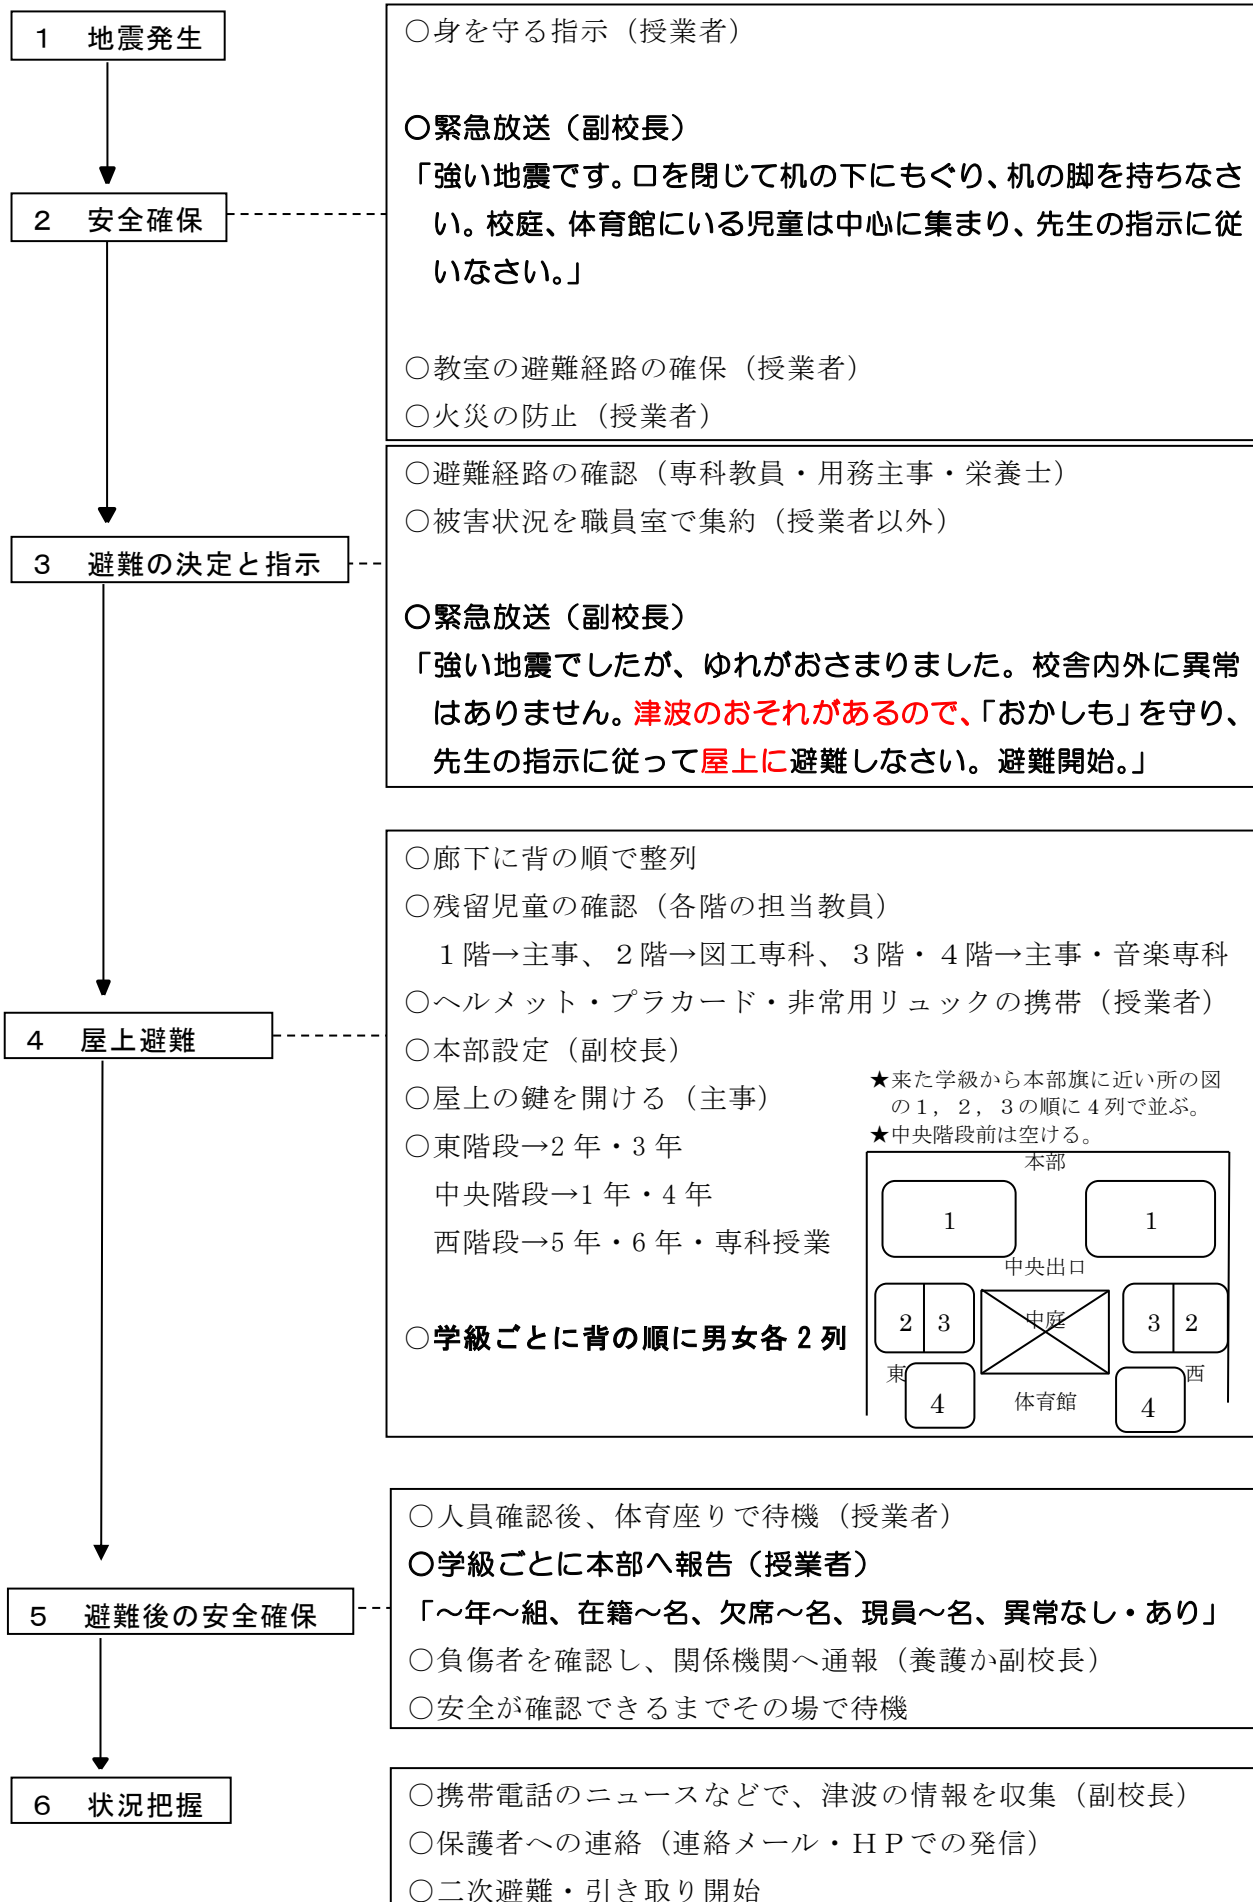 １　地震発生
○身を守る指示（授業者）
○緊急放送（副校長）
「強い地震です。口を閉じて机の下にもぐり、机の脚を持ちなさ
い。校庭、体育館にいる児童は中心に集まり、先生の指示に従
いなさい。」
２　安全確保
○教室の避難経路の確保（授業者）
○火災の防止（授業者）
○避難経路の確認（専科教員・用務主事・栄養士）
○被害状況を職員室で集約（授業者以外）
３　避難の決定と指示
○緊急放送（副校長）
「強い地震でしたが、ゆれがおさまりました。校舎内外に異常
はありません。津波のおそれがあるので、「おかしも」を守り、
先生の指示に従って屋上に避難しなさい。避難開始。」
○廊下に背の順で整列
○残留児童の確認（各階の担当教員）
１階→主事、２階→図工専科、３階・４階→主事・音楽専科
○ヘルメット・プラカード・非常用リュックの携帯（授業者）
４　屋上避難
○本部設定（副校長）
○屋上の鍵を開ける（主事）
○東階段→2 年・3 年
中央階段→1 年・4 年
西階段→5 年・6 年・専科授業
○学級ごとに背の順に男女各 2 列
★来た学級から本部旗に近い所の図
の１，２，３の順に 4 列で並ぶ。
★中央階段前は空ける。
本部
1　1
中央出口
2　3　中庭　3　2
東　西
4　体育館　4
○人員確認後、体育座りで待機（授業者）
○学級ごとに本部へ報告（授業者）
５　避難後の安全確保
「～年～組、在籍～名、欠席～名、現員～名、異常なし・あり」
○負傷者を確認し、関係機関へ通報（養護か副校長）
○安全が確認できるまでその場で待機
６　状況把握
○携帯電話のニュースなどで、津波の情報を収集（副校長）
○保護者への連絡（連絡メール・ＨＰでの発信）
○二次避難・引き取り開始